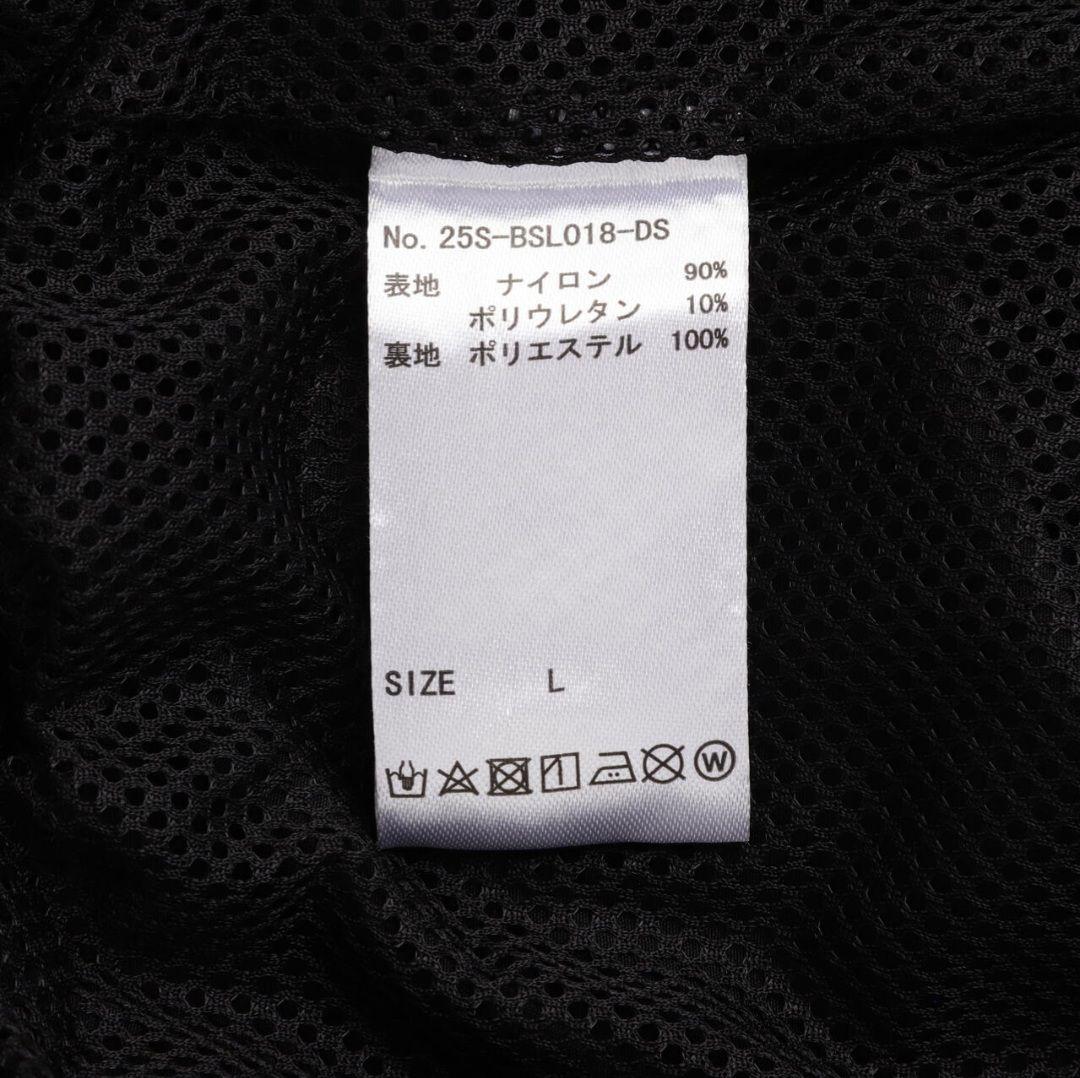 No. 25S-BSL018-DS
表地 ナイロン 90%
ポリウレタン 10%
裏地 ポリエステル 100%
SIZE L
W